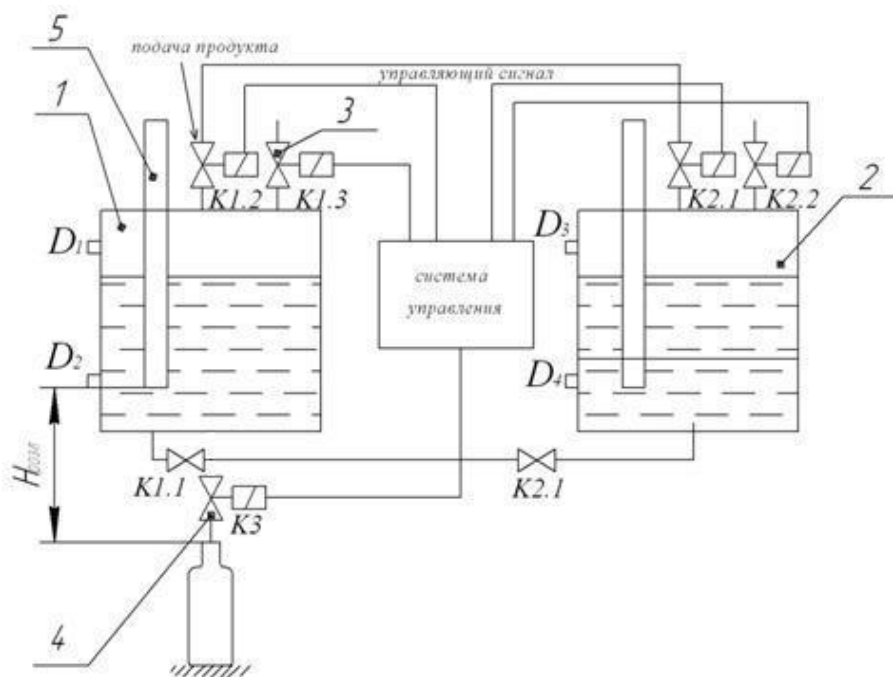 5
подача продукта
управляющий сигнал
1
3
K1.2
K1.3
K2.1
K2.2
2
D1
D3
система
управления
D2
D4
K1.1
K2.1
K3
4